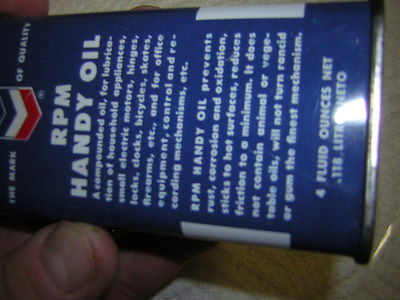 THE MARK OF QUALITY
®
RPM
HANDY OIL
A compounded oil, for lubrica-
tion of household appliances,
small electric motors, hinges,
locks, clocks, bicycles, skates,
firearms, etc., and for office
equipment, control and re-
cording mechanisms, etc.
RPM HANDY OIL prevents
rust, corrosion and oxidation,
sticks to hot surfaces, reduces
friction to a minimum. It does
not contain animal or vege-
table oils, will not turn rancid
or gum the finest mechanism.
4 FLUID OUNCES NET
.118 LITRO NETO